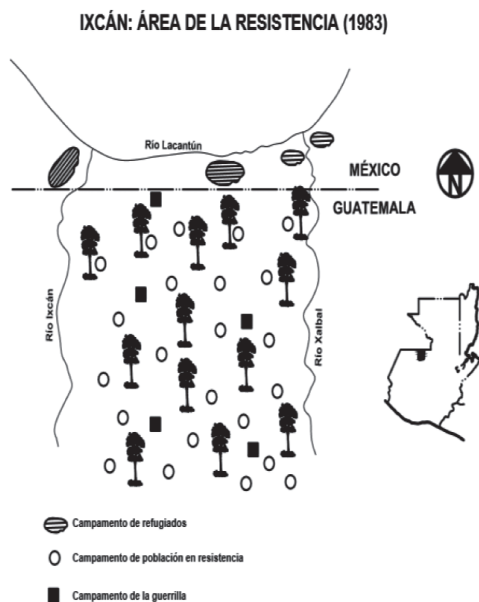 IXCÁN: ÁREA DE LA RESISTENCIA (1983)
Río Lacantún
MÉXICO
GUATEMALA
N
Río Ixcán
Río Xalbal
Campamento de refugiados
Campamento de población en resistencia
Campamento de la guerrilla